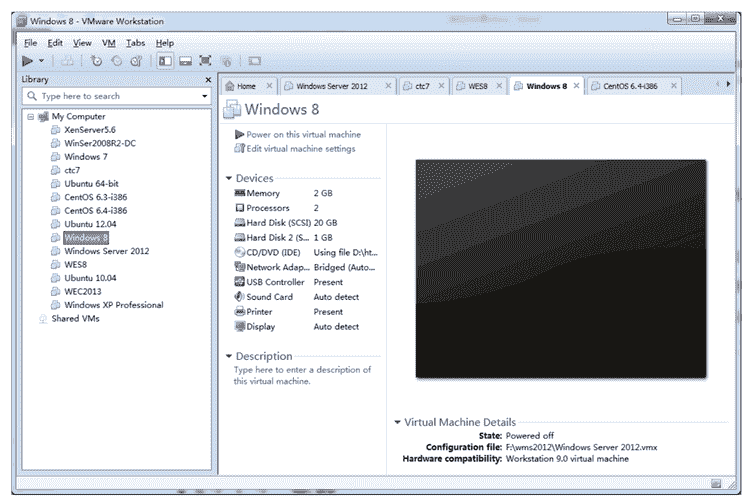 Windows 8 - VMware Workstation
File Edit View VM Tabs Help
Library
Type here to search
My Computer
XenServer5.6
WinSer2008R2-DC
Windows 7
ctc7
Ubuntu 64-bit
CentOS 6.3-i386
CentOS 6.4-i386
Ubuntu 12.04
Windows 8
Windows Server 2012
WES8
Ubuntu 10.04
WEC2013
Windows XP Professional
Shared VMs
Home Windows Server 2012 ctc7 WES8 Windows 8 CentOS 6.4-i386
Windows 8
Power on this virtual machine
Edit virtual machine settings
Devices
Memory 2 GB
Processors 2
Hard Disk (SCSI) 20 GB
Hard Disk 2 (S... 1 GB
CD/DVD (IDE) Using file D:\ht...
Network Adap... Bridged (Auto...
USB Controller Present
Sound Card Auto detect
Printer Present
Display Auto detect
Description
Type here to enter a description of
this virtual machine.
Virtual Machine Details
State: Powered off
Configuration file: F:\wms2012\Windows Server 2012.vmx
Hardware compatibility: Workstation 9.0 virtual machine